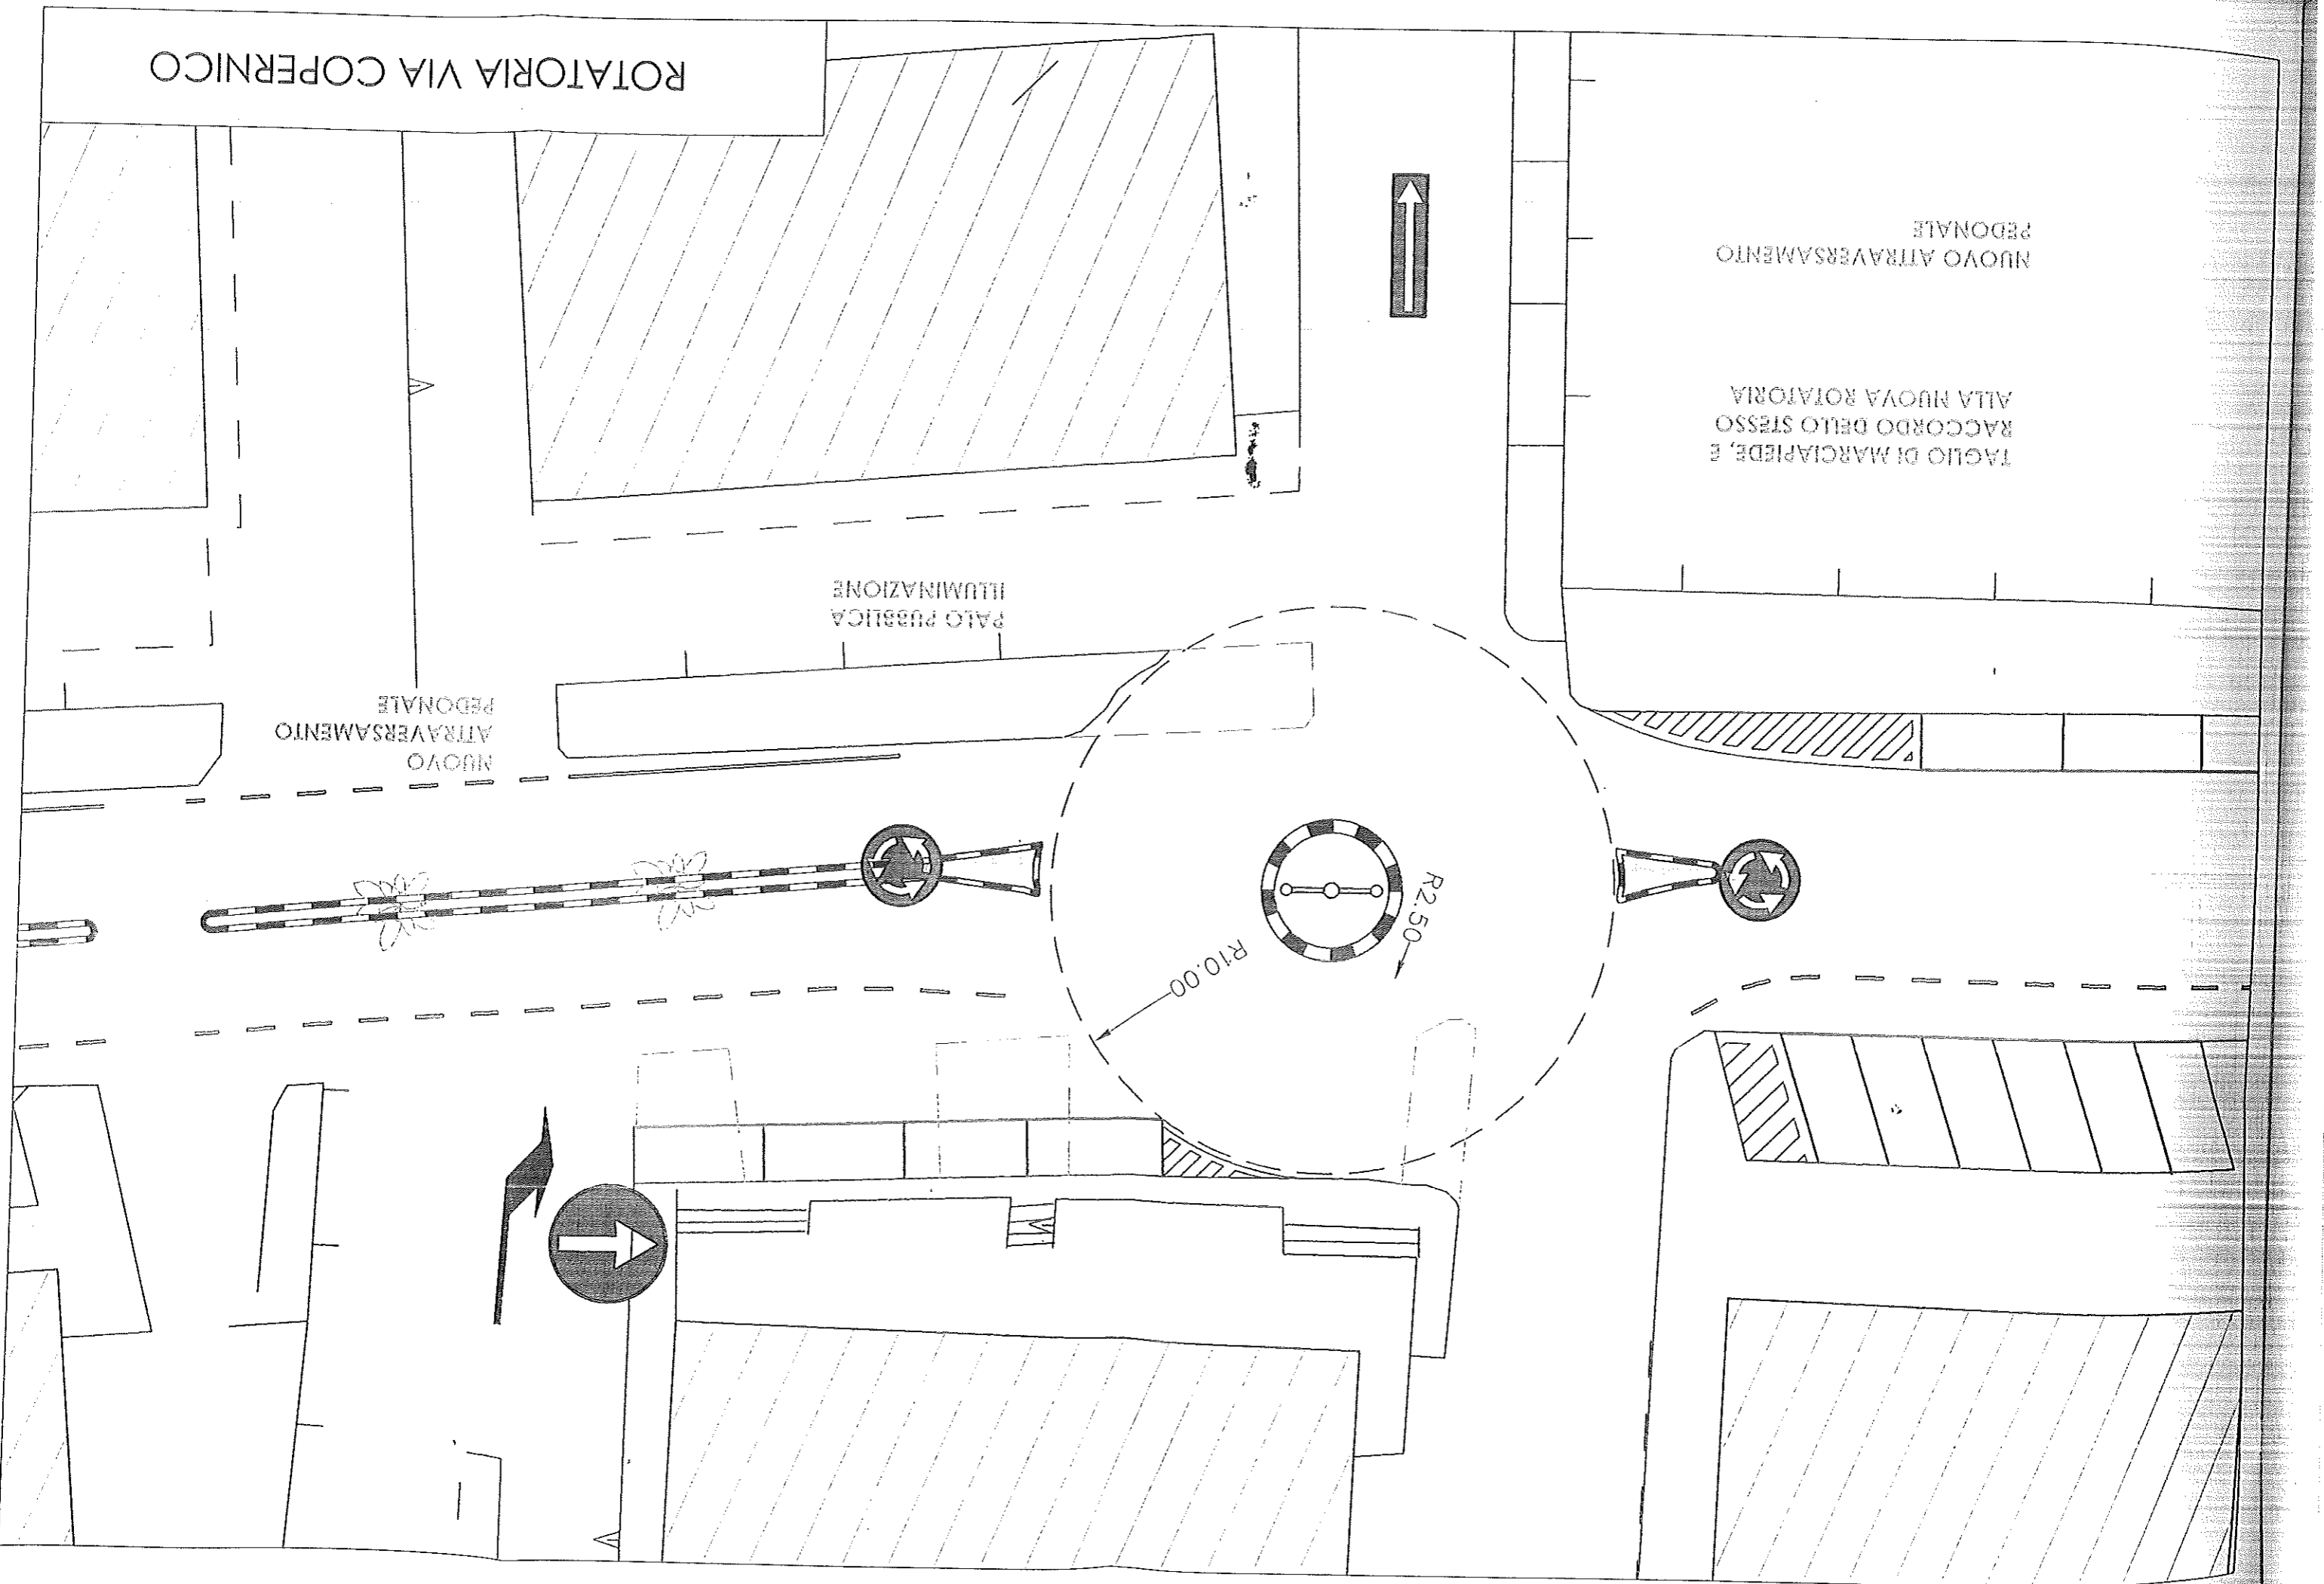 NUOVO
ATTRAVERSAMENTO
PEDONALE
PALO PUBBLICA
ILLUMINAZIONE
TAGLIO DI MARCIAPIEDE, E
RACCORDO DELLO STESSO
ALLA NUOVA ROTATORIA
NUOVO ATTRAVERSAMENTO
PEDONALE
R10.00
R2.50
ROTATORIA VIA COPERNICO